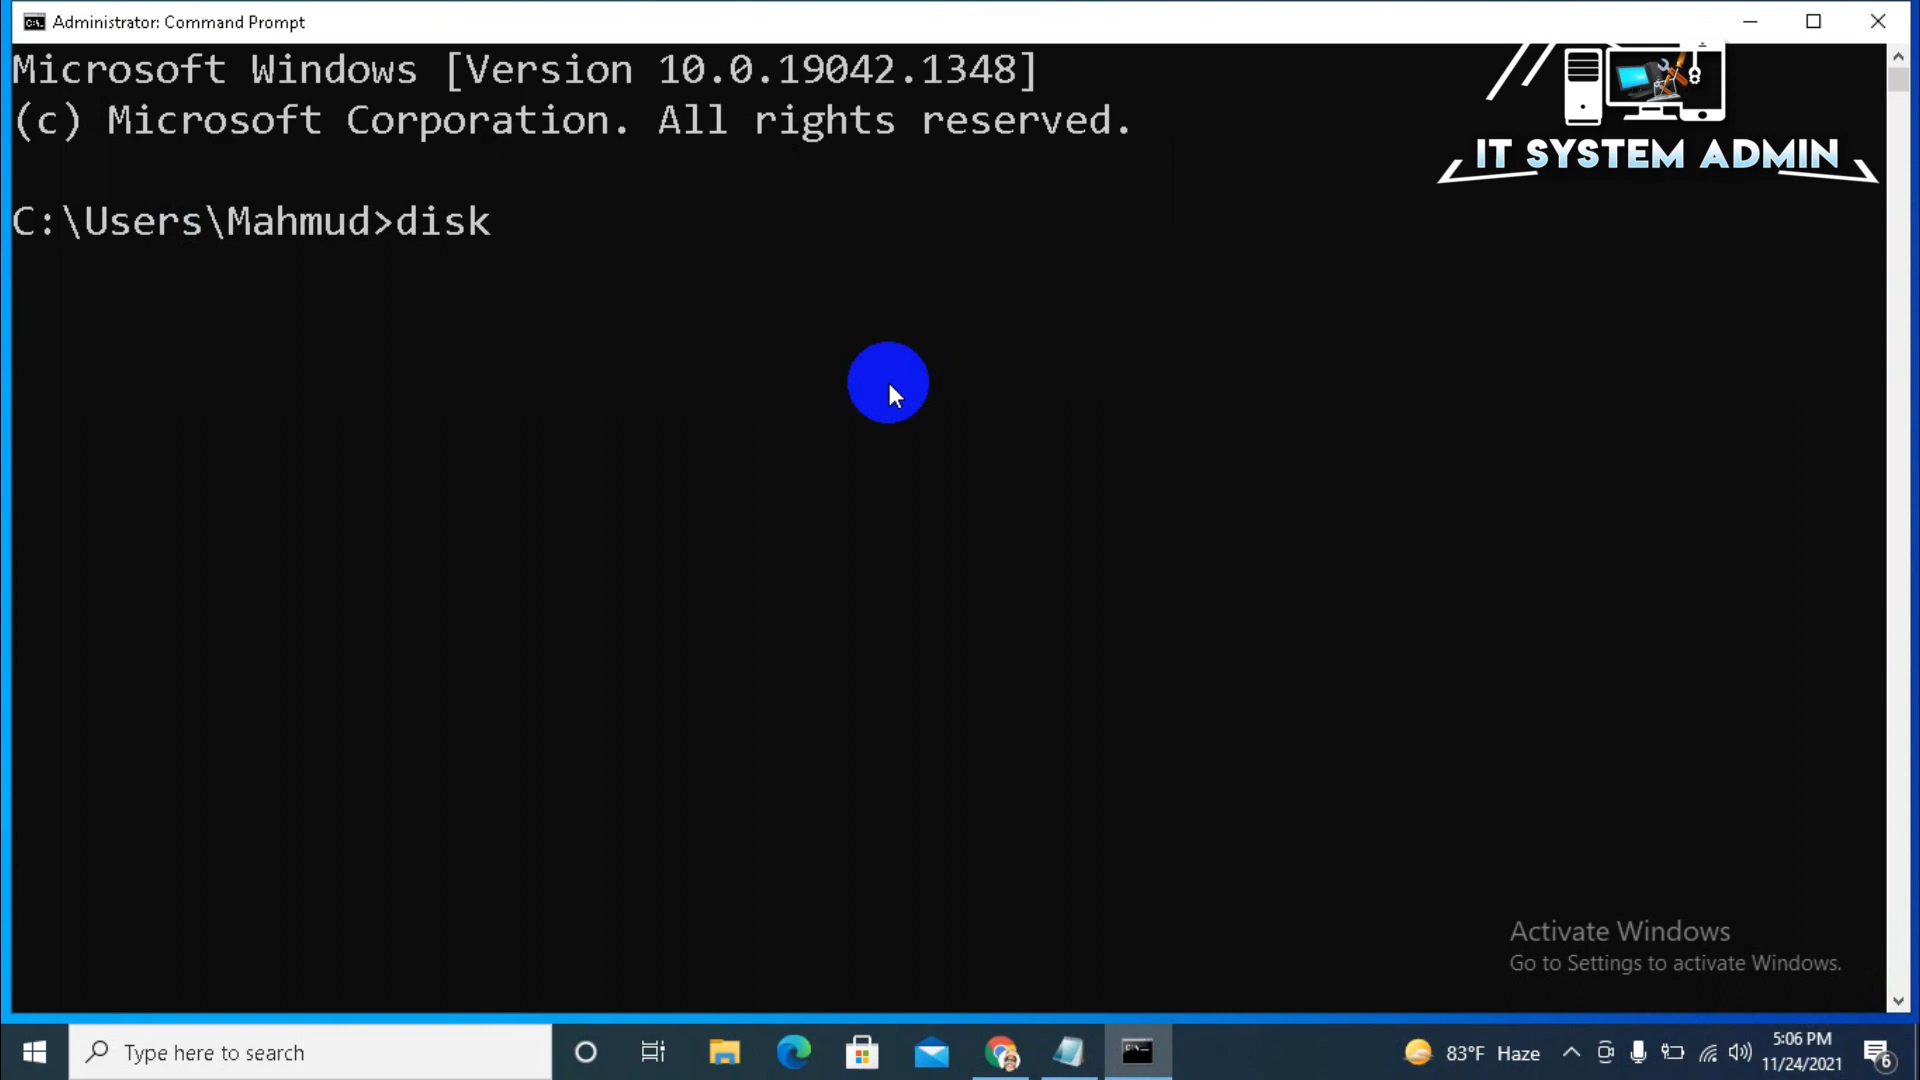 Administrator: Command Prompt
Microsoft Windows [Version 10.0.19042.1348]
(c) Microsoft Corporation. All rights reserved.
IT SYSTEM ADMIN
C:\Users\Mahmud>disk
Activate Windows
Go to Settings to activate Windows.
Type here to search
83°F Haze
5:06 PM
11/24/2021
6